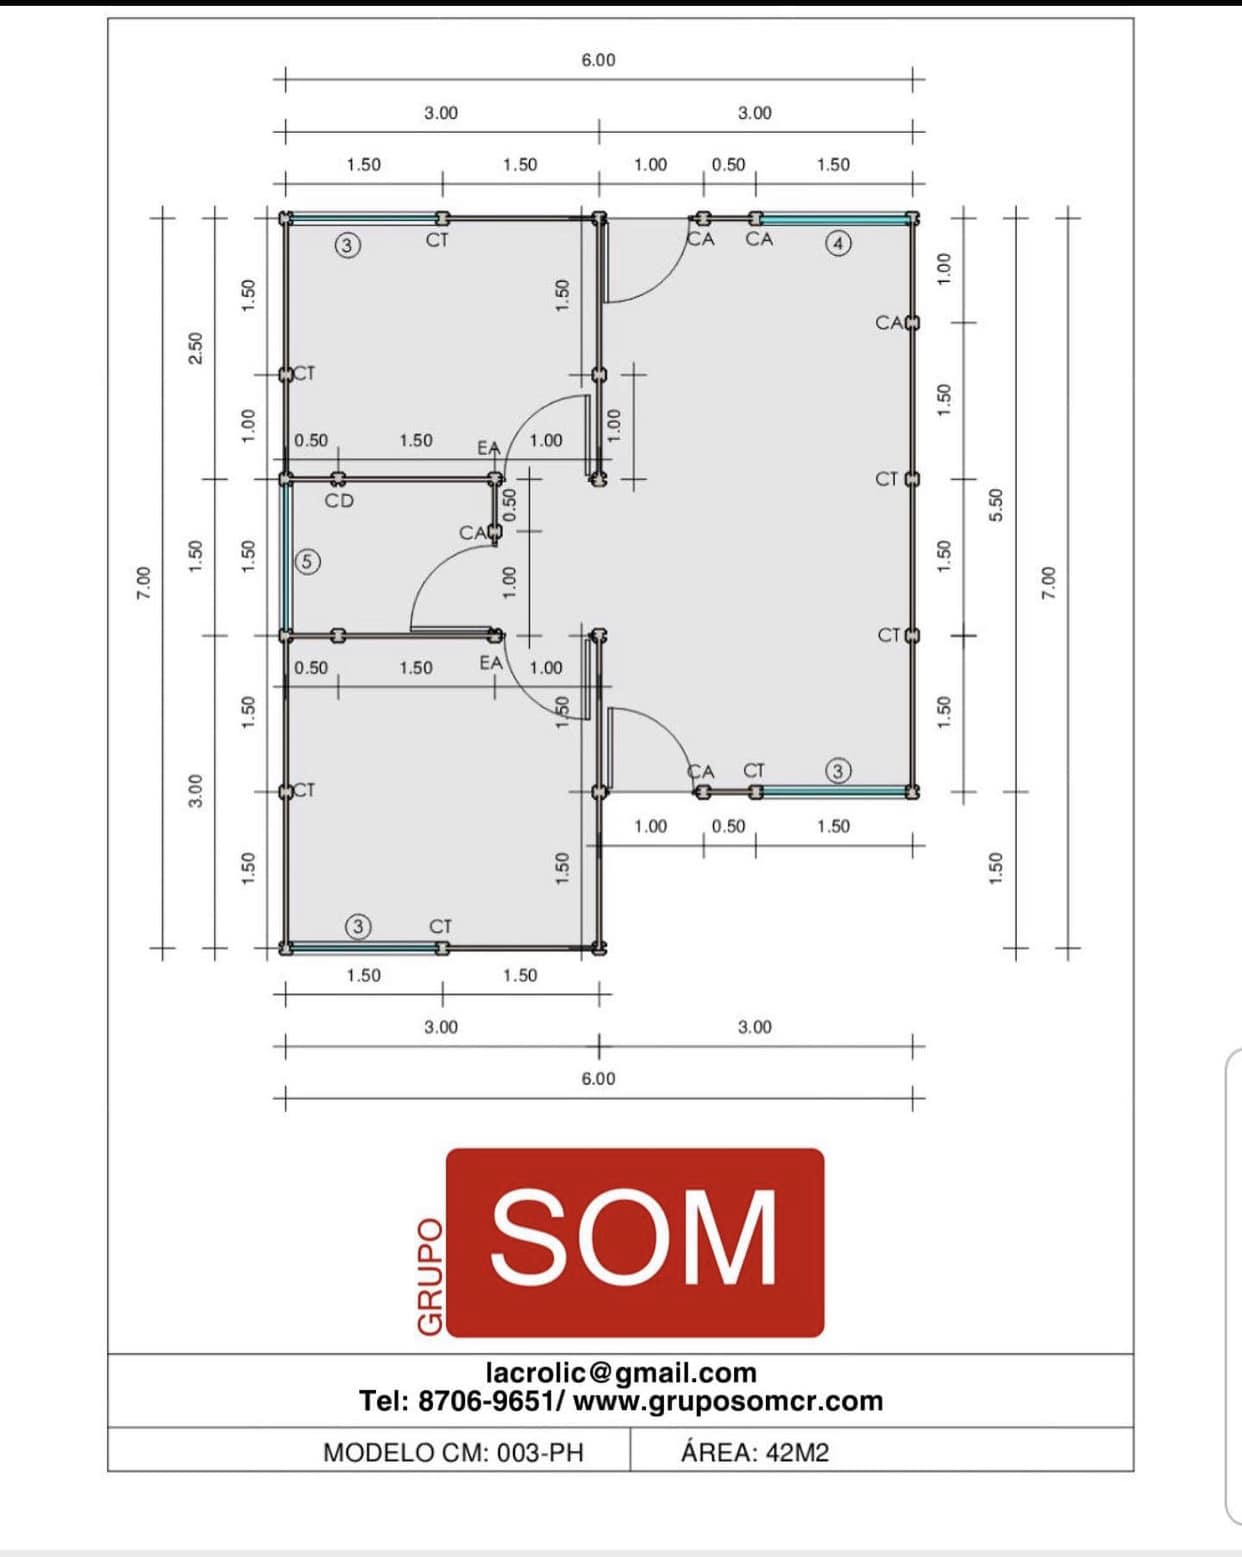 6.00
3.00 3.00
1.50 1.50 1.00 0.50 1.50
3 CT CA CA 4
1.00
1.50 1.50
CA
2.50
CT
1.50
1.00 1.00
0.50 1.50 EA 1.00
CT
CD 0.50 5.50
CA
1.50 1.50 5 1.00 1.50
7.00 7.00
CT
0.50 1.50 EA 1.00
1.50 1.50 1.50
CA CT 3
3.00 CT
1.00 0.50 1.50
1.50 1.50 1.50
3 CT
1.50 1.50
3.00 3.00
6.00
GRUPO SOM
lacrolic@gmail.com
Tel: 8706-9651/ www.gruposomcr.com
MODELO CM: 003-PH ÁREA: 42M2